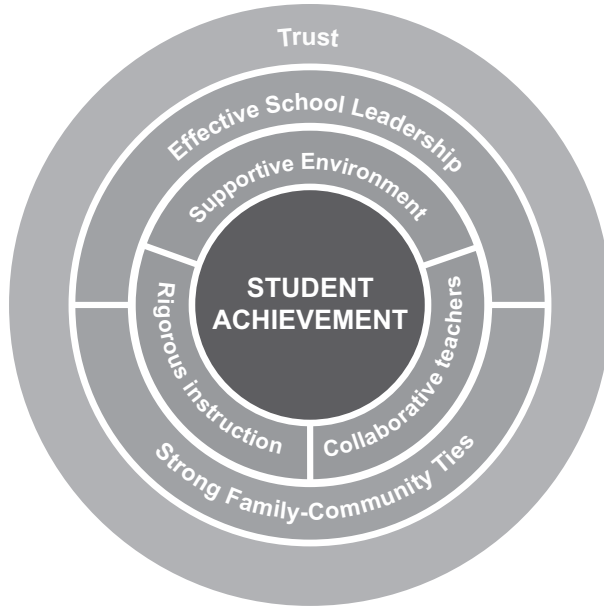 Trust
Effective School Leadership
Supportive Environment
STUDENT
ACHIEVEMENT
Rigorous instruction
Collaborative teachers
Strong Family-Community Ties